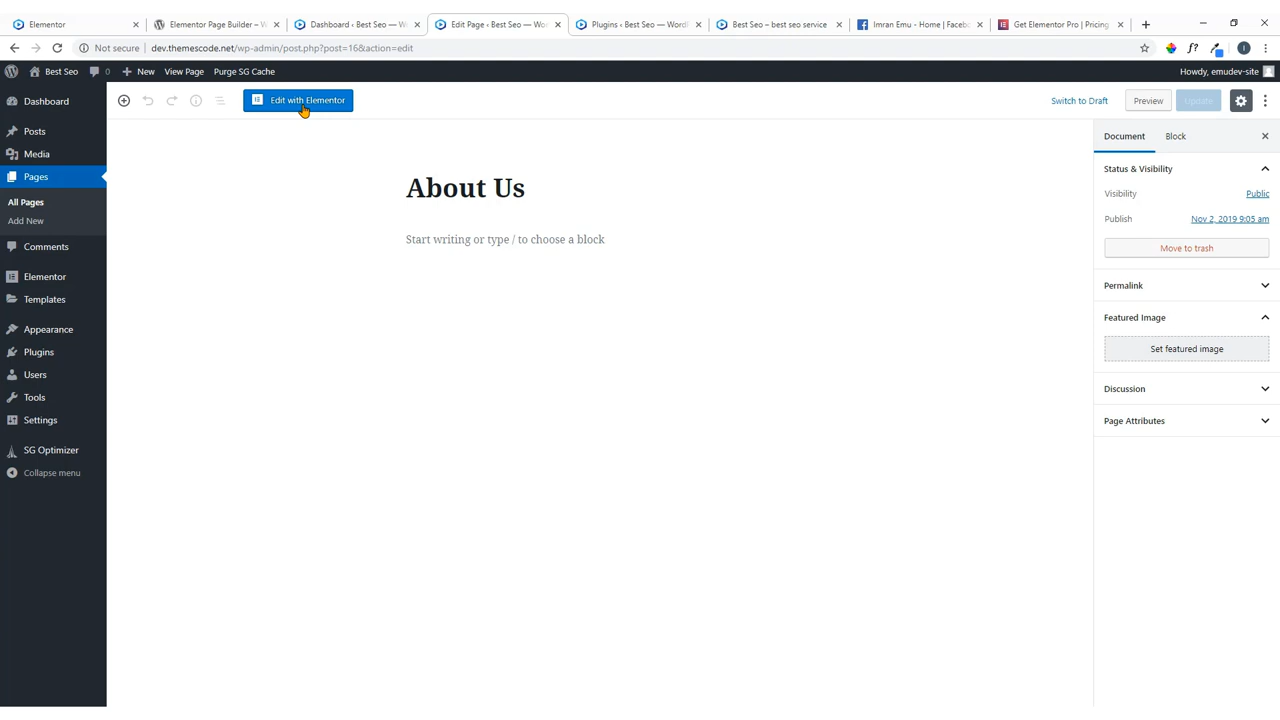 Elementor
Elementor Page Builder – W
Dashboard ‹ Best Seo — W
Edit Page ‹ Best Seo — Wor
Plugins ‹ Best Seo — WordP
Best Seo – best seo service
Imran Emu - Home | Faceb
Get Elementor Pro | Pricing
Not secure
dev.themescode.net/wp-admin/post.php?post=16&action=edit
f?
I
Best Seo
0
New
View Page
Purge SG Cache
Howdy, emudev-site
Dashboard
Posts
Media
Pages
All Pages
Add New
Comments
Elementor
Templates
Appearance
Plugins
Users
Tools
Settings
SG Optimizer
Collapse menu
Edit with Elementor
Switch to Draft
Preview
Update
About Us
Start writing or type / to choose a block
Document
Block
Status & Visibility
Visibility
Public
Publish
Nov 2, 2019 9:05 am
Move to trash
Permalink
Featured Image
Set featured image
Discussion
Page Attributes